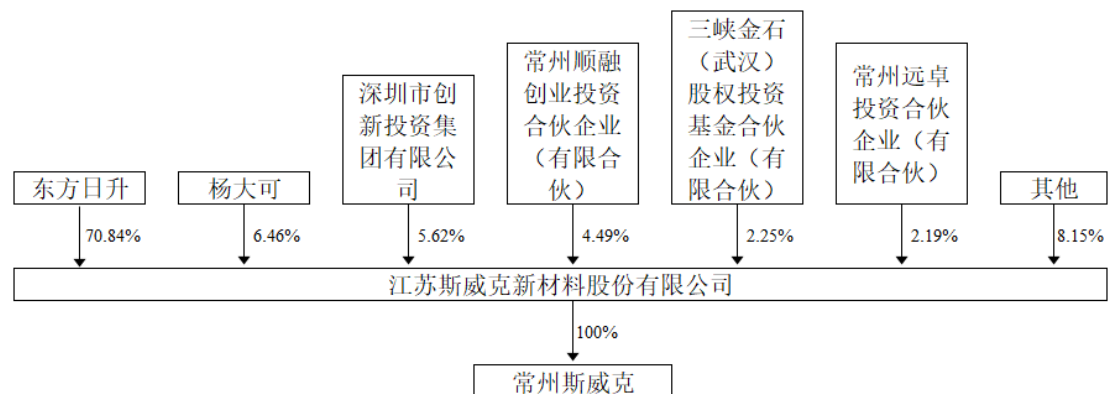 东方日升
杨大可
深圳市创
新投资集
团有限公
司
常州顺融
创业投资
合伙企业
（有限合
伙）
三峡金石
（武汉）
股权投资
基金合伙
企业（有
限合伙）
常州远卓
投资合伙
企业（有
限合伙）
其他
70.84%
6.46%
5.62%
4.49%
2.25%
2.19%
8.15%
江苏斯威克新材料股份有限公司
100%
常州斯威克